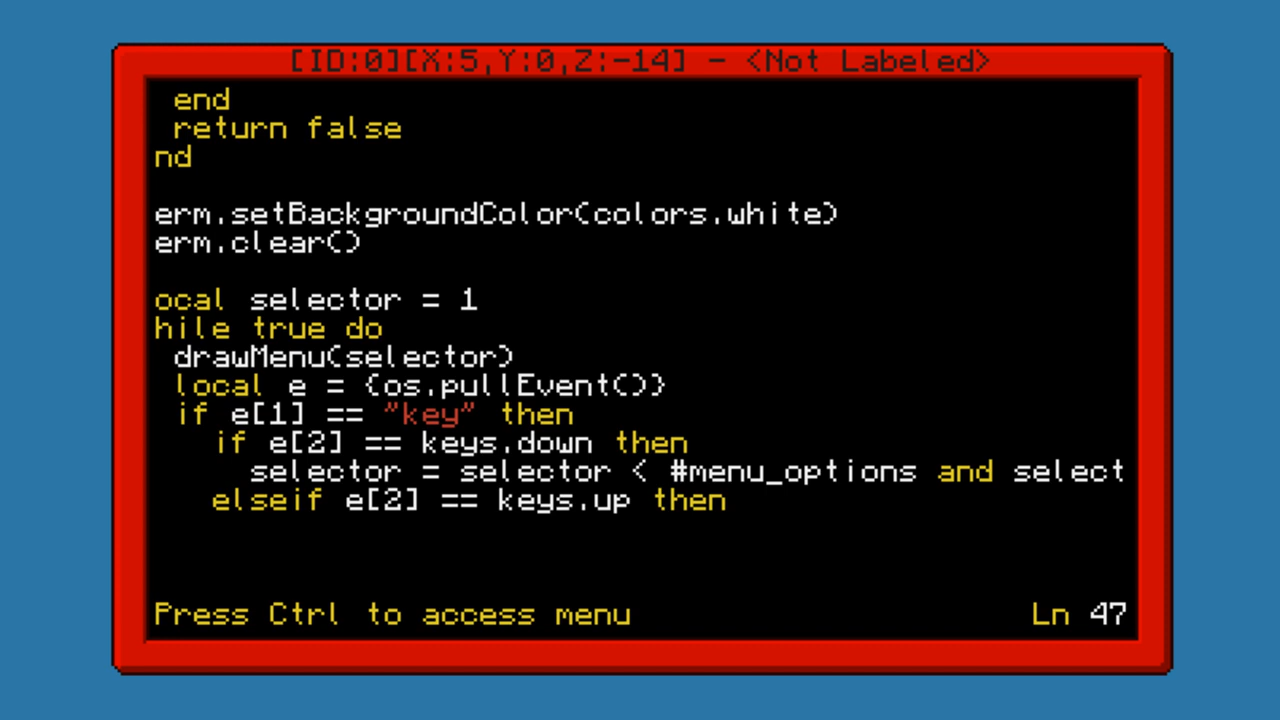 [ID:0][X:5,Y:0,Z:-14] - <Not Labeled>
end
return false
nd
erm.setBackgroundColor(colors.white)
erm.clear()
ocal selector = 1
hile true do
drawMenu(selector)
local e = {os.pullEvent()}
if e[1] == "key" then
if e[2] == keys.down then
selector = selector < #menu_options and select
elseif e[2] == keys.up then
Press Ctrl to access menu Ln 47